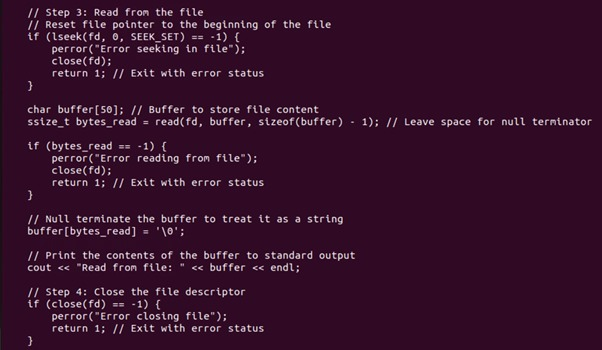 // Step 3: Read from the file
// Reset file pointer to the beginning of the file
if (lseek(fd, 0, SEEK_SET) == -1) {
perror("Error seeking in file");
close(fd);
return 1; // Exit with error status
}
char buffer[50]; // Buffer to store file content
ssize_t bytes_read = read(fd, buffer, sizeof(buffer) - 1); // Leave space for null terminator
if (bytes_read == -1) {
perror("Error reading from file");
close(fd);
return 1; // Exit with error status
}
// Null terminate the buffer to treat it as a string
buffer[bytes_read] = '\0';
// Print the contents of the buffer to standard output
cout << "Read from file: " << buffer << endl;
// Step 4: Close the file descriptor
if (close(fd) == -1) {
perror("Error closing file");
return 1; // Exit with error status
}